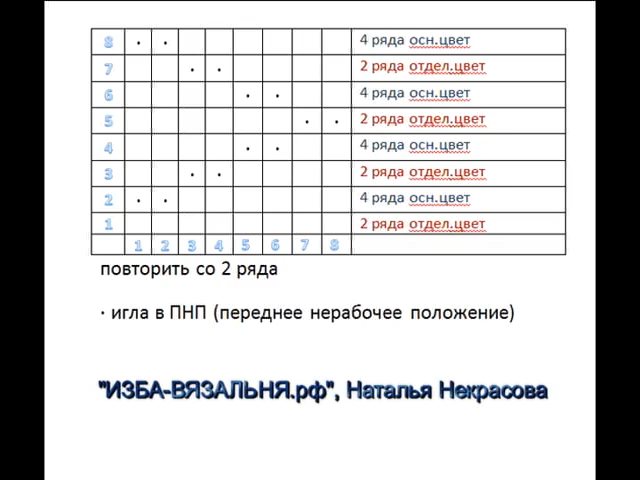 8 · · 4 ряда осн.цвет
7 · · 2 ряда отдел.цвет
6 · · 4 ряда осн.цвет
5 · · 2 ряда отдел.цвет
4 · · 4 ряда осн.цвет
3 · · 2 ряда отдел.цвет
2 · · 4 ряда осн.цвет
1 2 ряда отдел.цвет
1 2 3 4 5 6 7 8
повторить со 2 ряда
· игла в ПНП (переднее нерабочее положение)
"ИЗБА-ВЯЗАЛЬНЯ.рф", Наталья Некрасова